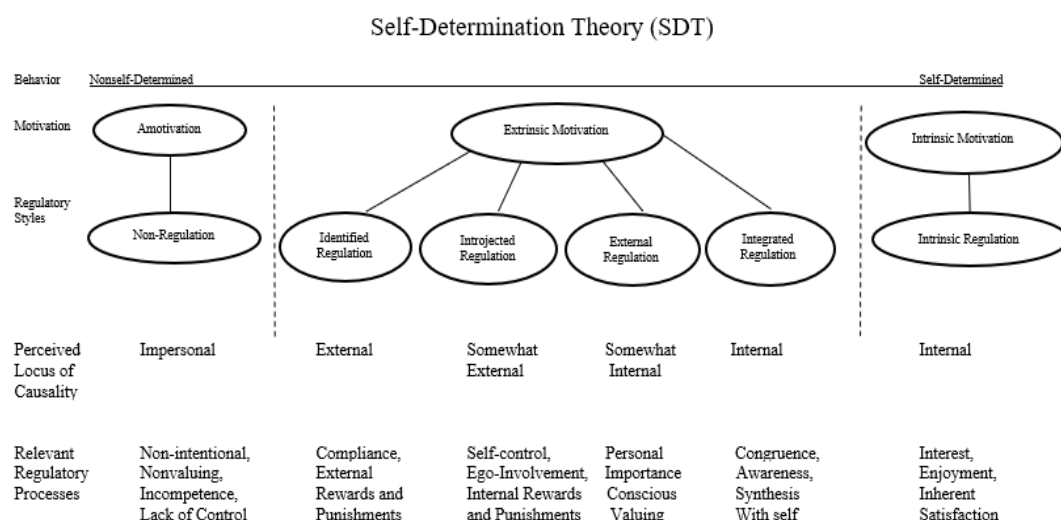 Self-Determination Theory (SDT)
Behavior Nonself-Determined Self-Determined
Motivation Amotivation Extrinsic Motivation Intrinsic Motivation
Regulatory
Styles
Non-Regulation Identified Regulation Introjected Regulation External Regulation Integrated Regulation Intrinsic Regulation
Perceived Impersonal External Somewhat Somewhat Internal Internal
Locus of External Internal
Causality
Relevant Non-intentional, Compliance, Self-control, Personal Congruence, Interest,
Regulatory Nonvaluing, External Ego-Involvement, Importance Awareness, Enjoyment,
Processes Incompetence, Rewards and Internal Rewards Conscious Synthesis Inherent
Lack of Control Punishments and Punishments Valuing With self Satisfaction